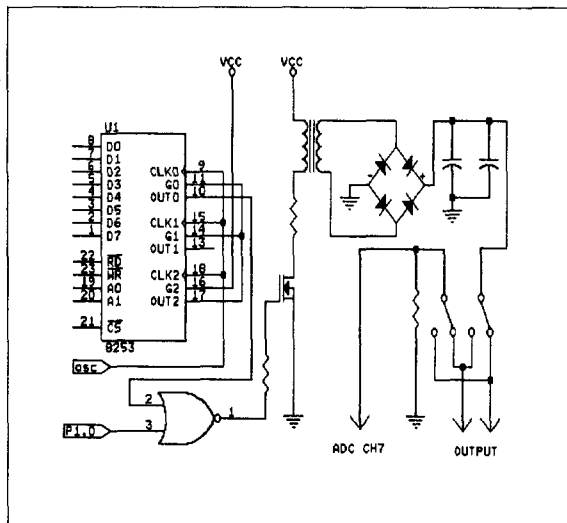 VCC VCC
U1
8 D0
7 D1
6 D2 CLK0 9
5 D3 G0 11
4 D4 OUT0 10
3 D5
2 D6 CLK1 15
1 D7 G1 14
OUT1 13
22 RD
23 WR CLK2 18
19 A0 G2 16
20 A1 OUT2 17
21 CS
8253
osc
2
1
P1.0 3
- +
ADC CH7 OUTPUT